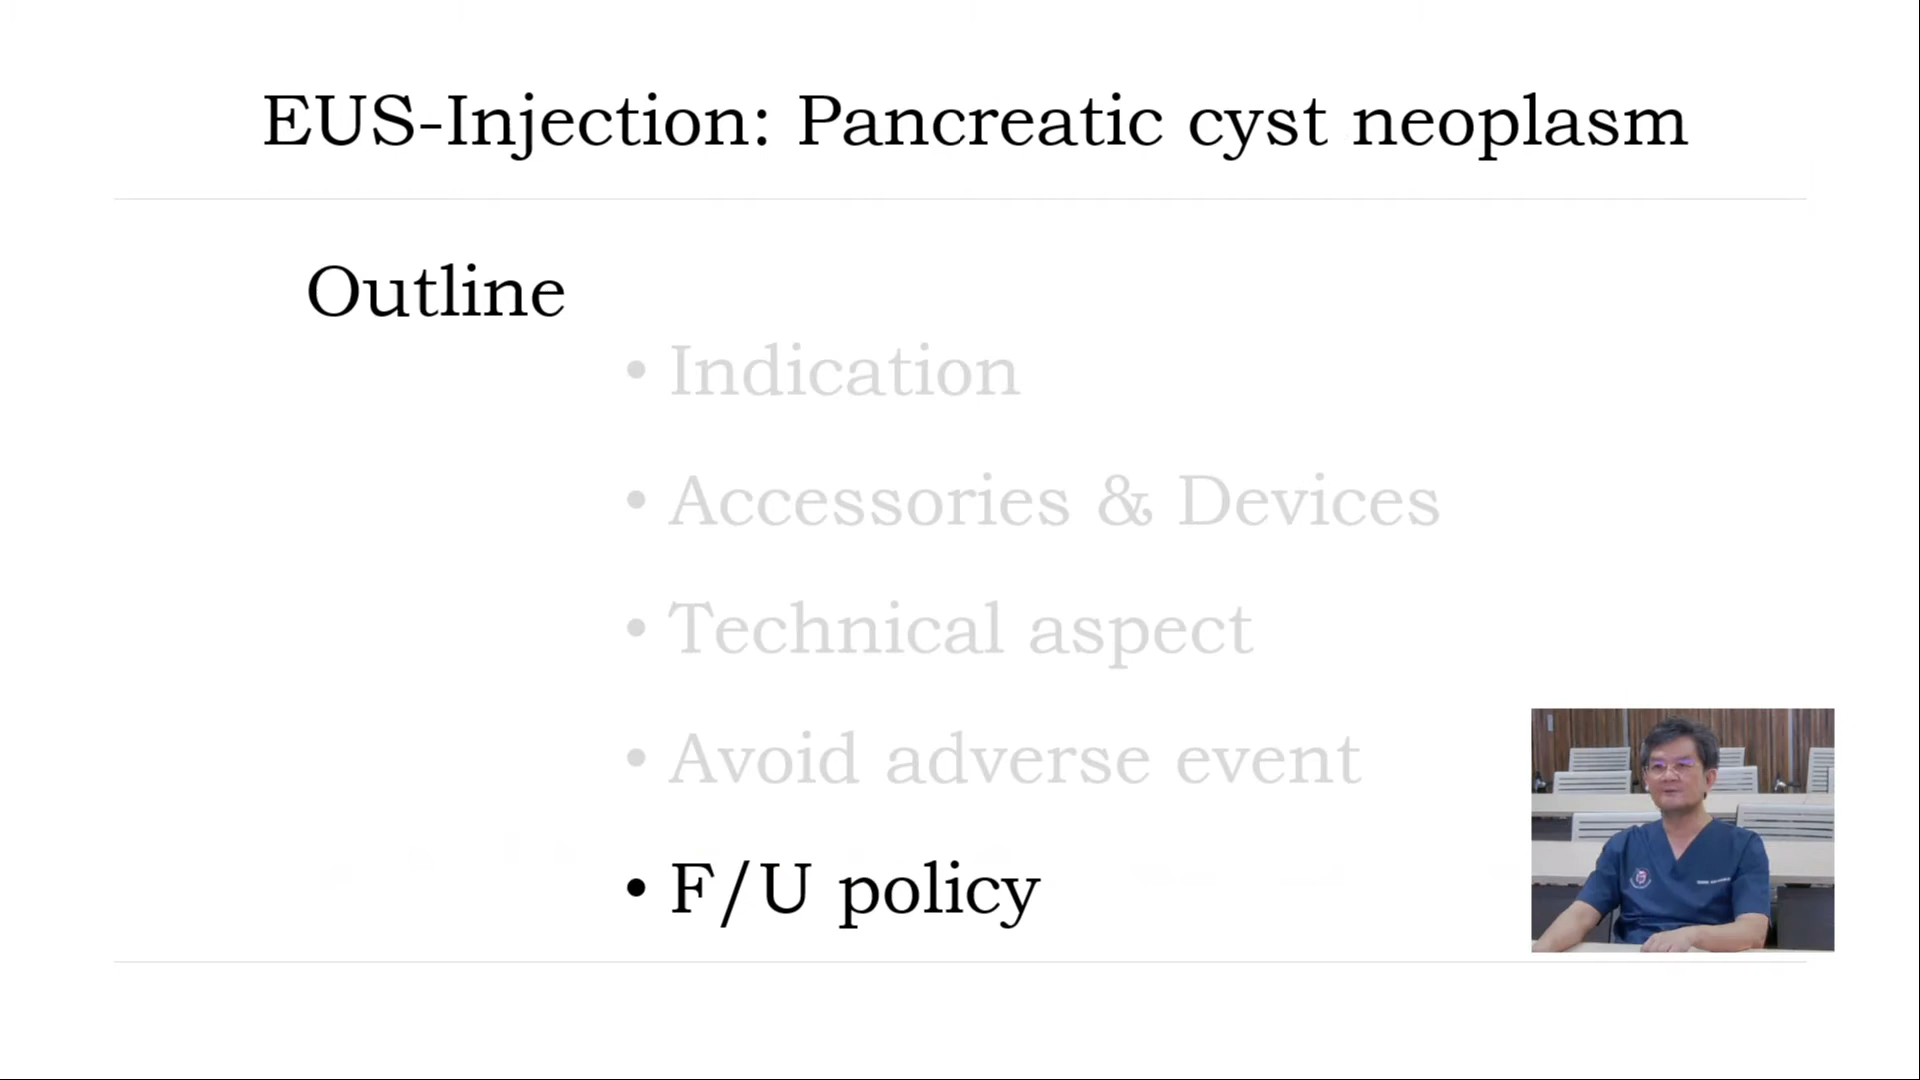 EUS-Injection: Pancreatic cyst neoplasm
Outline
• Indication
• Accessories & Devices
• Technical aspect
• Avoid adverse event
• F/U policy